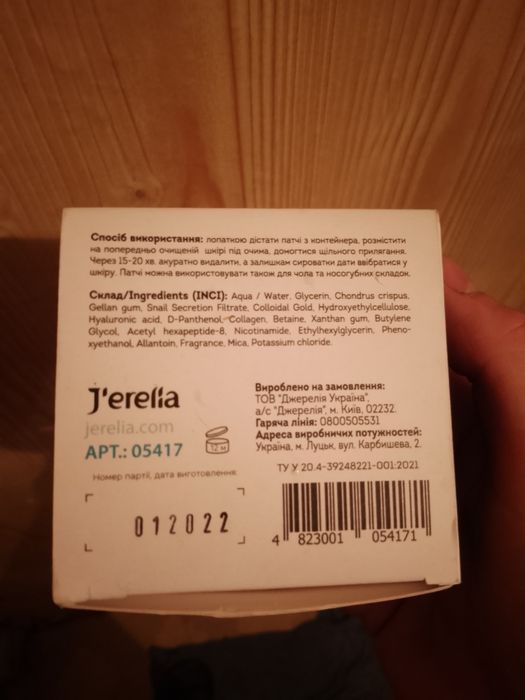 Спосіб використання: лопаткою дістати патчі з контейнера, розмістити
на попередньо очищеній шкірі під очима, домогтися щільного прилягання.
Через 15-20 хв. акуратно видалити, а залишкам сироватки дати ввібратися у
шкіру. Патчі можна використовувати також для чола та носогубних складок.
Склад/Ingredients (INCI): Aqua / Water, Glycerin, Chondrus crispus,
Gellan gum, Snail Secretion Filtrate, Colloidal Gold, Hydroxyethylcellulose,
Hyaluronic acid, D-Panthenol, Collagen, Betaine, Xanthan gum, Butylene
Glycol, Acetyl hexapeptide-8, Nicotinamide, Ethylhexylglycerin, Pheno-
xyethanol, Allantoin, Fragrance, Mica, Potassium chloride.
J'erelia
jerelia.com
АРТ.: 05417
12 м
Номер партії, дата виготовлення:
012022
Вироблено на замовлення:
ТОВ "Джерелія Україна",
а/с "Джерелія", м. Київ, 02232.
Гаряча лінія: 0800505531
Адреса виробничих потужностей:
Україна, м. Луцьк, вул. Карбишева, 2.
ТУ У 20.4-39248221-001:2021
4 823001 054171